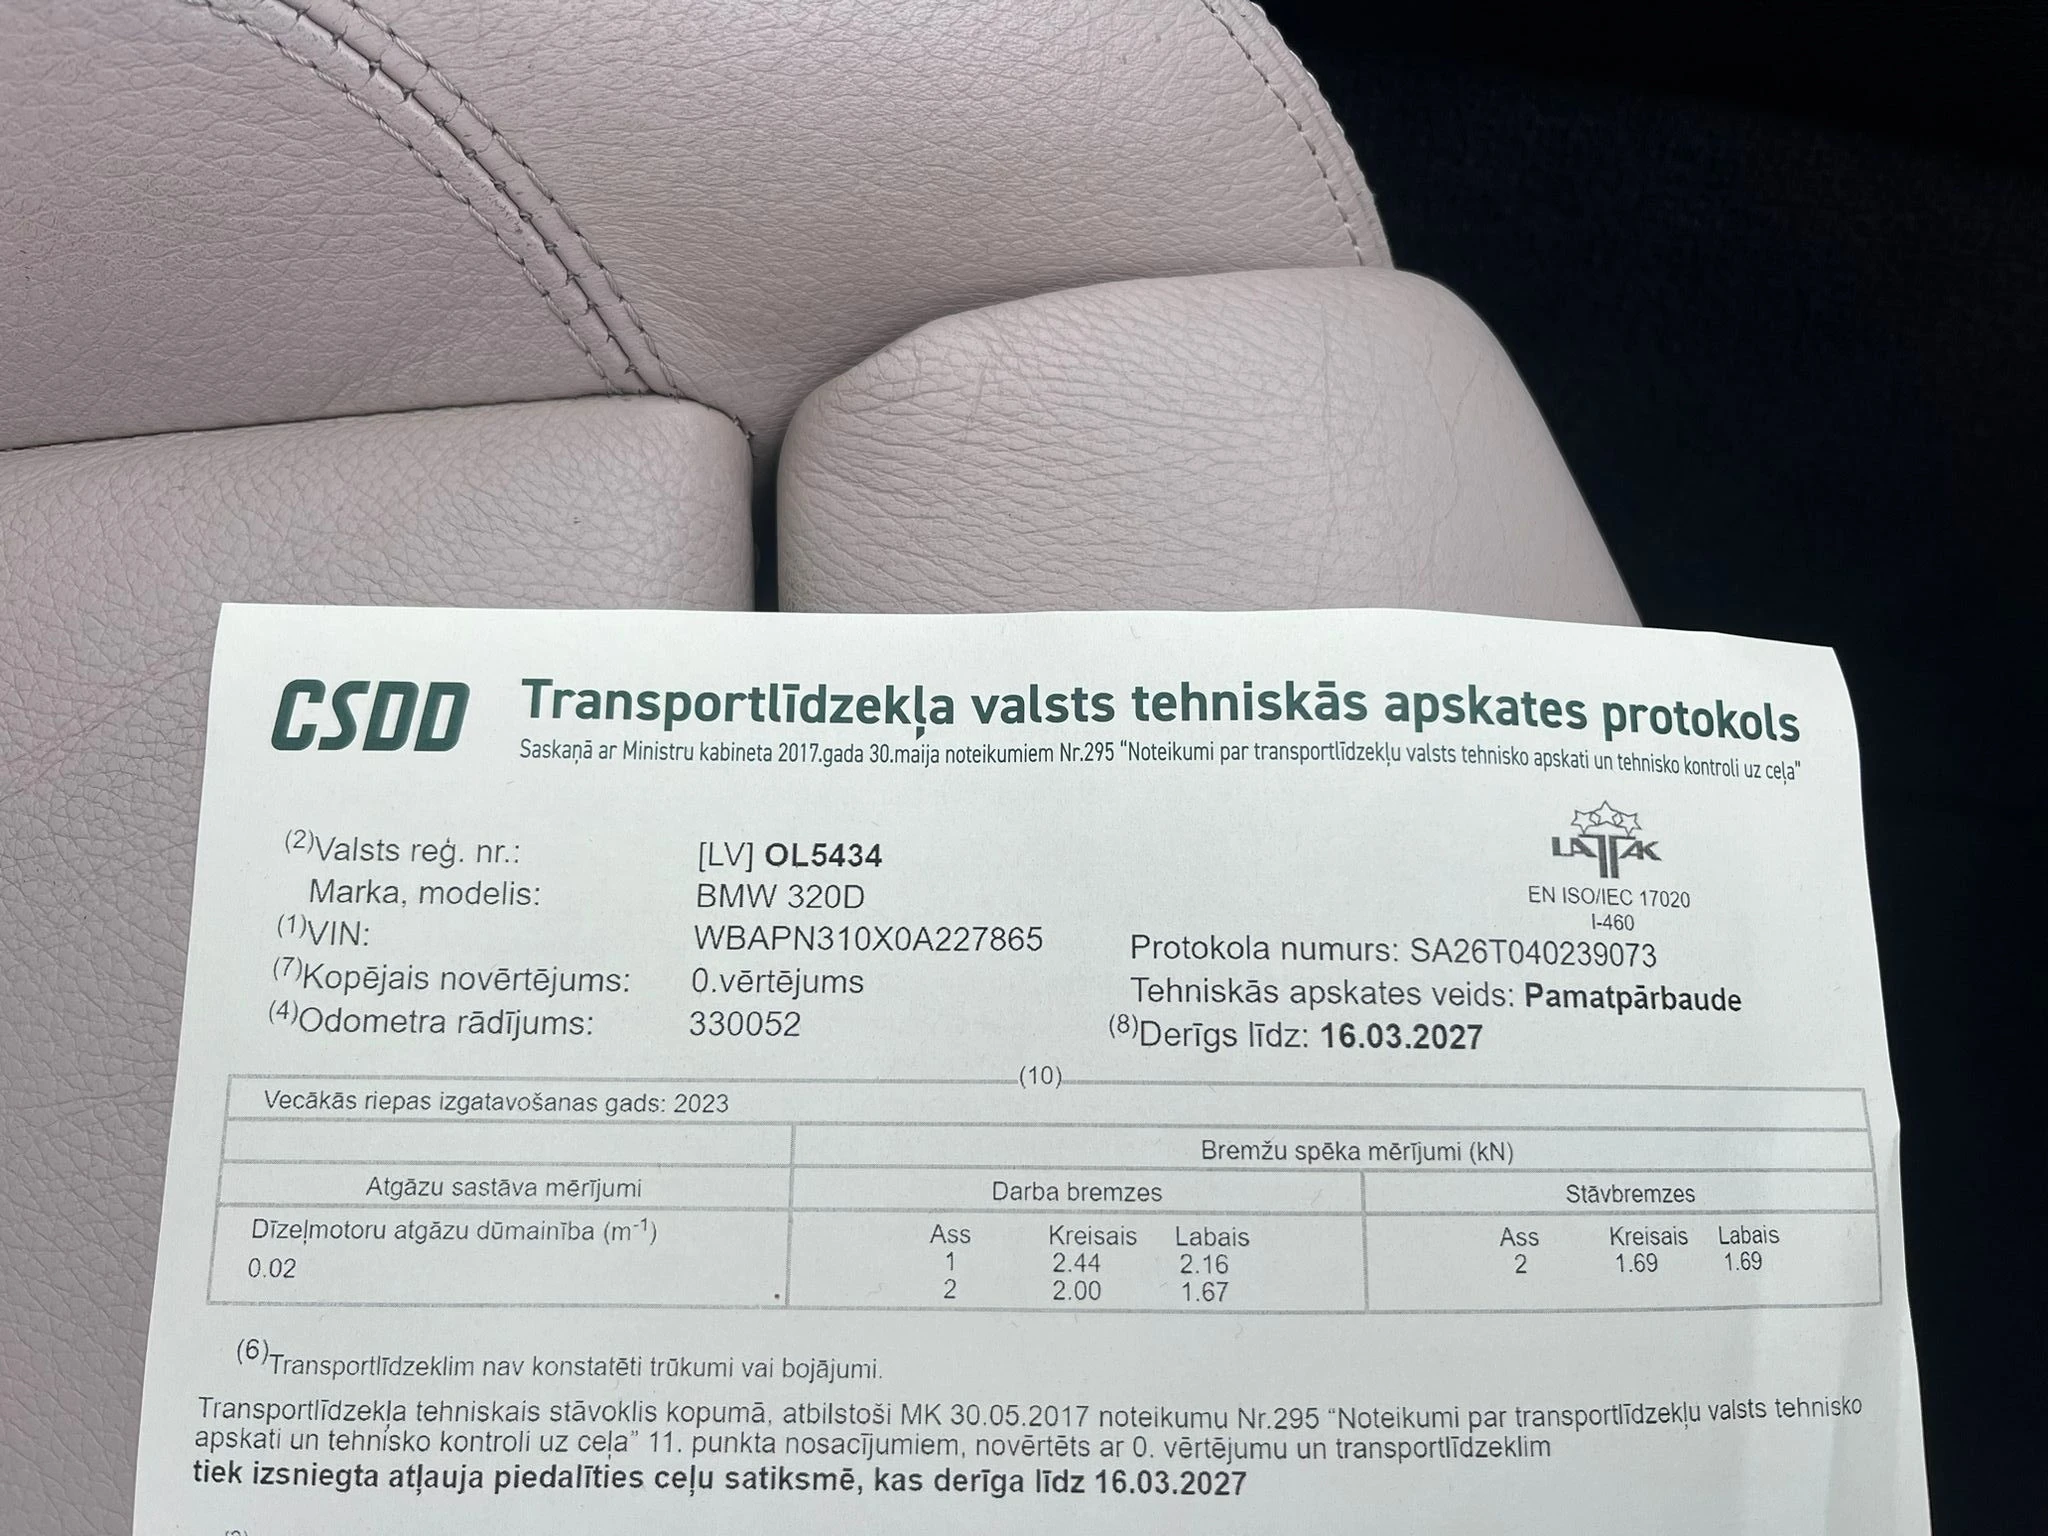 CSDD Transportlīdzekļa valsts tehniskās apskates protokols
Saskaņā ar Ministru kabineta 2017.gada 30.maija noteikumiem Nr.295 “Noteikumi par transportlīdzekļu valsts tehnisko apskati un tehnisko kontroli uz ceļa”
LATAK
EN ISO/IEC 17020
I-460
(2)Valsts reģ. nr.: [LV] OL5434
Marka, modelis: BMW 320D
(1)VIN: WBAPN310X0A227865 Protokola numurs: SA26T040239073
(7)Kopējais novērtējums: 0.vērtējums Tehniskās apskates veids: Pamatpārbaude
(4)Odometra rādījums: 330052 (8)Derīgs līdz: 16.03.2027
(10)
Vecākās riepas izgatavošanas gads: 2023
Bremžu spēka mērījumi (kN)
Atgāzu sastāva mērījumi Darba bremzes Stāvbremzes
Dīzeļmotoru atgāzu dūmainība (m-1) Ass Kreisais Labais Ass Kreisais Labais
0.02 1 2.44 2.16 2 1.69 1.69
2 2.00 1.67
(6)Transportlīdzeklim nav konstatēti trūkumi vai bojājumi.
Transportlīdzekļa tehniskais stāvoklis kopumā, atbilstoši MK 30.05.2017 noteikumu Nr.295 “Noteikumi par transportlīdzekļu valsts tehnisko
apskati un tehnisko kontroli uz ceļa” 11. punkta nosacījumiem, novērtēts ar 0. vērtējumu un transportlīdzeklim
tiek izsniegta atļauja piedalīties ceļu satiksmē, kas derīga līdz 16.03.2027